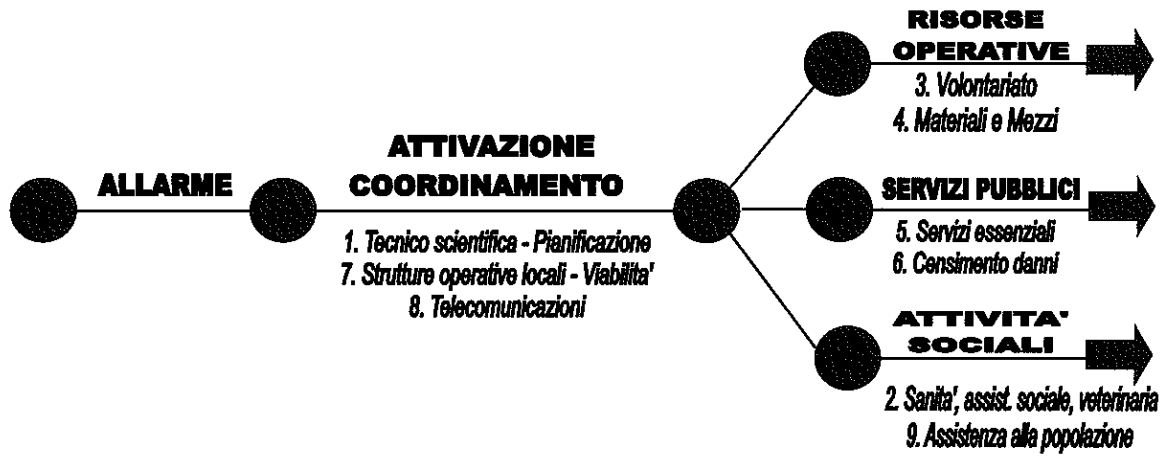 ALLARME
ATTIVAZIONE
COORDINAMENTO
1. Tecnico scientifica - Pianificazione
7. Strutture operative locali - Viabilita'
8. Telecomunicazioni
RISORSE
OPERATIVE
3. Volontariato
4. Materiali e Mezzi
SERVIZI PUBBLICI
5. Servizi essenziali
6. Censimento danni
ATTIVITA'
SOCIALI
2. Sanita', assist. sociale, veterinaria
9. Assistenza alla popolazione